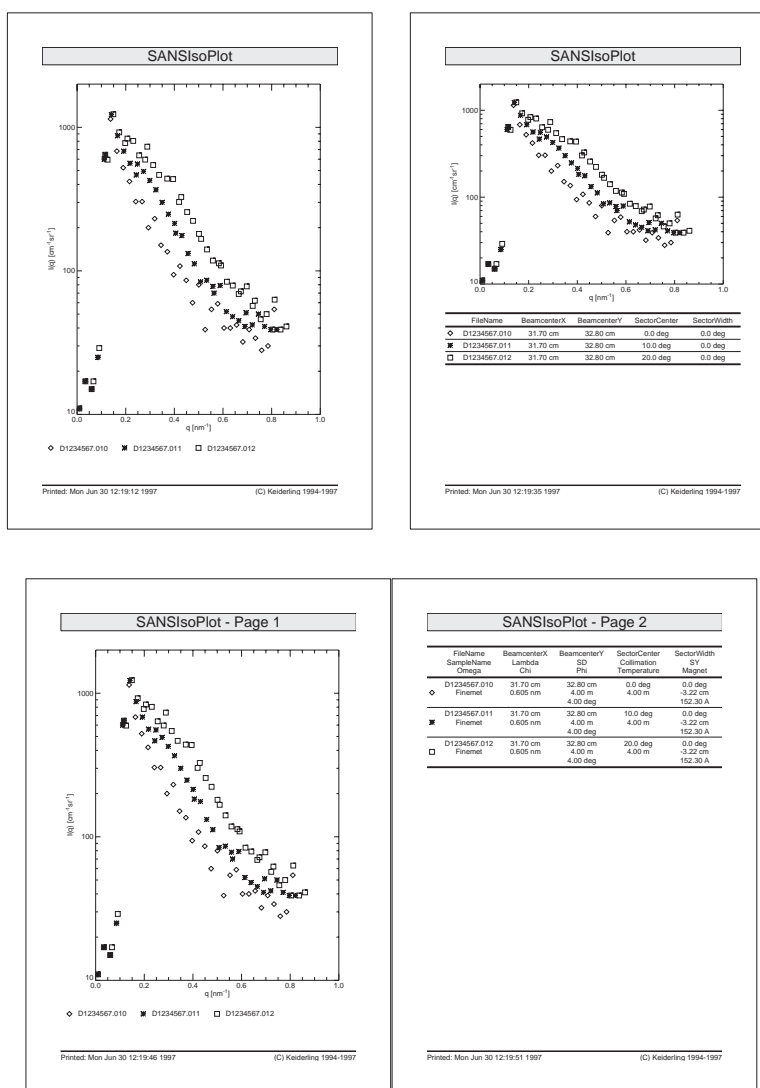 SANSIsoPlot
1000
100
10
I(q) [cm⁻¹sr⁻¹]
0.0 0.2 0.4 0.6 0.8 1.0
q [nm⁻¹]
D1234567.010 D1234567.011 D1234567.012
Printed: Mon Jun 30 12:19:12 1997 (C) Keiderling 1994-1997
SANSIsoPlot
1000
100
10
I(q) [cm⁻¹sr⁻¹]
0.0 0.2 0.4 0.6 0.8 1.0
q [nm⁻¹]
FileName BeamcenterX BeamcenterY SectorCenter SectorWidth
D1234567.010 31.70 cm 32.80 cm 0.0 deg 0.0 deg
D1234567.011 31.70 cm 32.80 cm 10.0 deg 0.0 deg
D1234567.012 31.70 cm 32.80 cm 20.0 deg 0.0 deg
Printed: Mon Jun 30 12:19:35 1997 (C) Keiderling 1994-1997
SANSIsoPlot - Page 1
1000
100
10
I(q) [cm⁻¹sr⁻¹]
0.0 0.2 0.4 0.6 0.8 1.0
q [nm⁻¹]
D1234567.010 D1234567.011 D1234567.012
Printed: Mon Jun 30 12:19:46 1997 (C) Keiderling 1994-1997
SANSIsoPlot - Page 2
FileName BeamcenterX BeamcenterY SectorCenter SectorWidth
SampleName Lambda SD Collimation SY
Omega Chi Phi Temperature Magnet
D1234567.010 31.70 cm 32.80 cm 0.0 deg 0.0 deg
Finemet 0.605 nm 4.00 m 4.00 m -3.22 cm
4.00 deg 152.30 A
D1234567.011 31.70 cm 32.80 cm 10.0 deg 0.0 deg
Finemet 0.605 nm 4.00 m 4.00 m -3.22 cm
4.00 deg 152.30 A
D1234567.012 31.70 cm 32.80 cm 20.0 deg 0.0 deg
Finemet 0.605 nm 4.00 m 4.00 m -3.22 cm
4.00 deg 152.30 A
Printed: Mon Jun 30 12:19:51 1997 (C) Keiderling 1994-1997